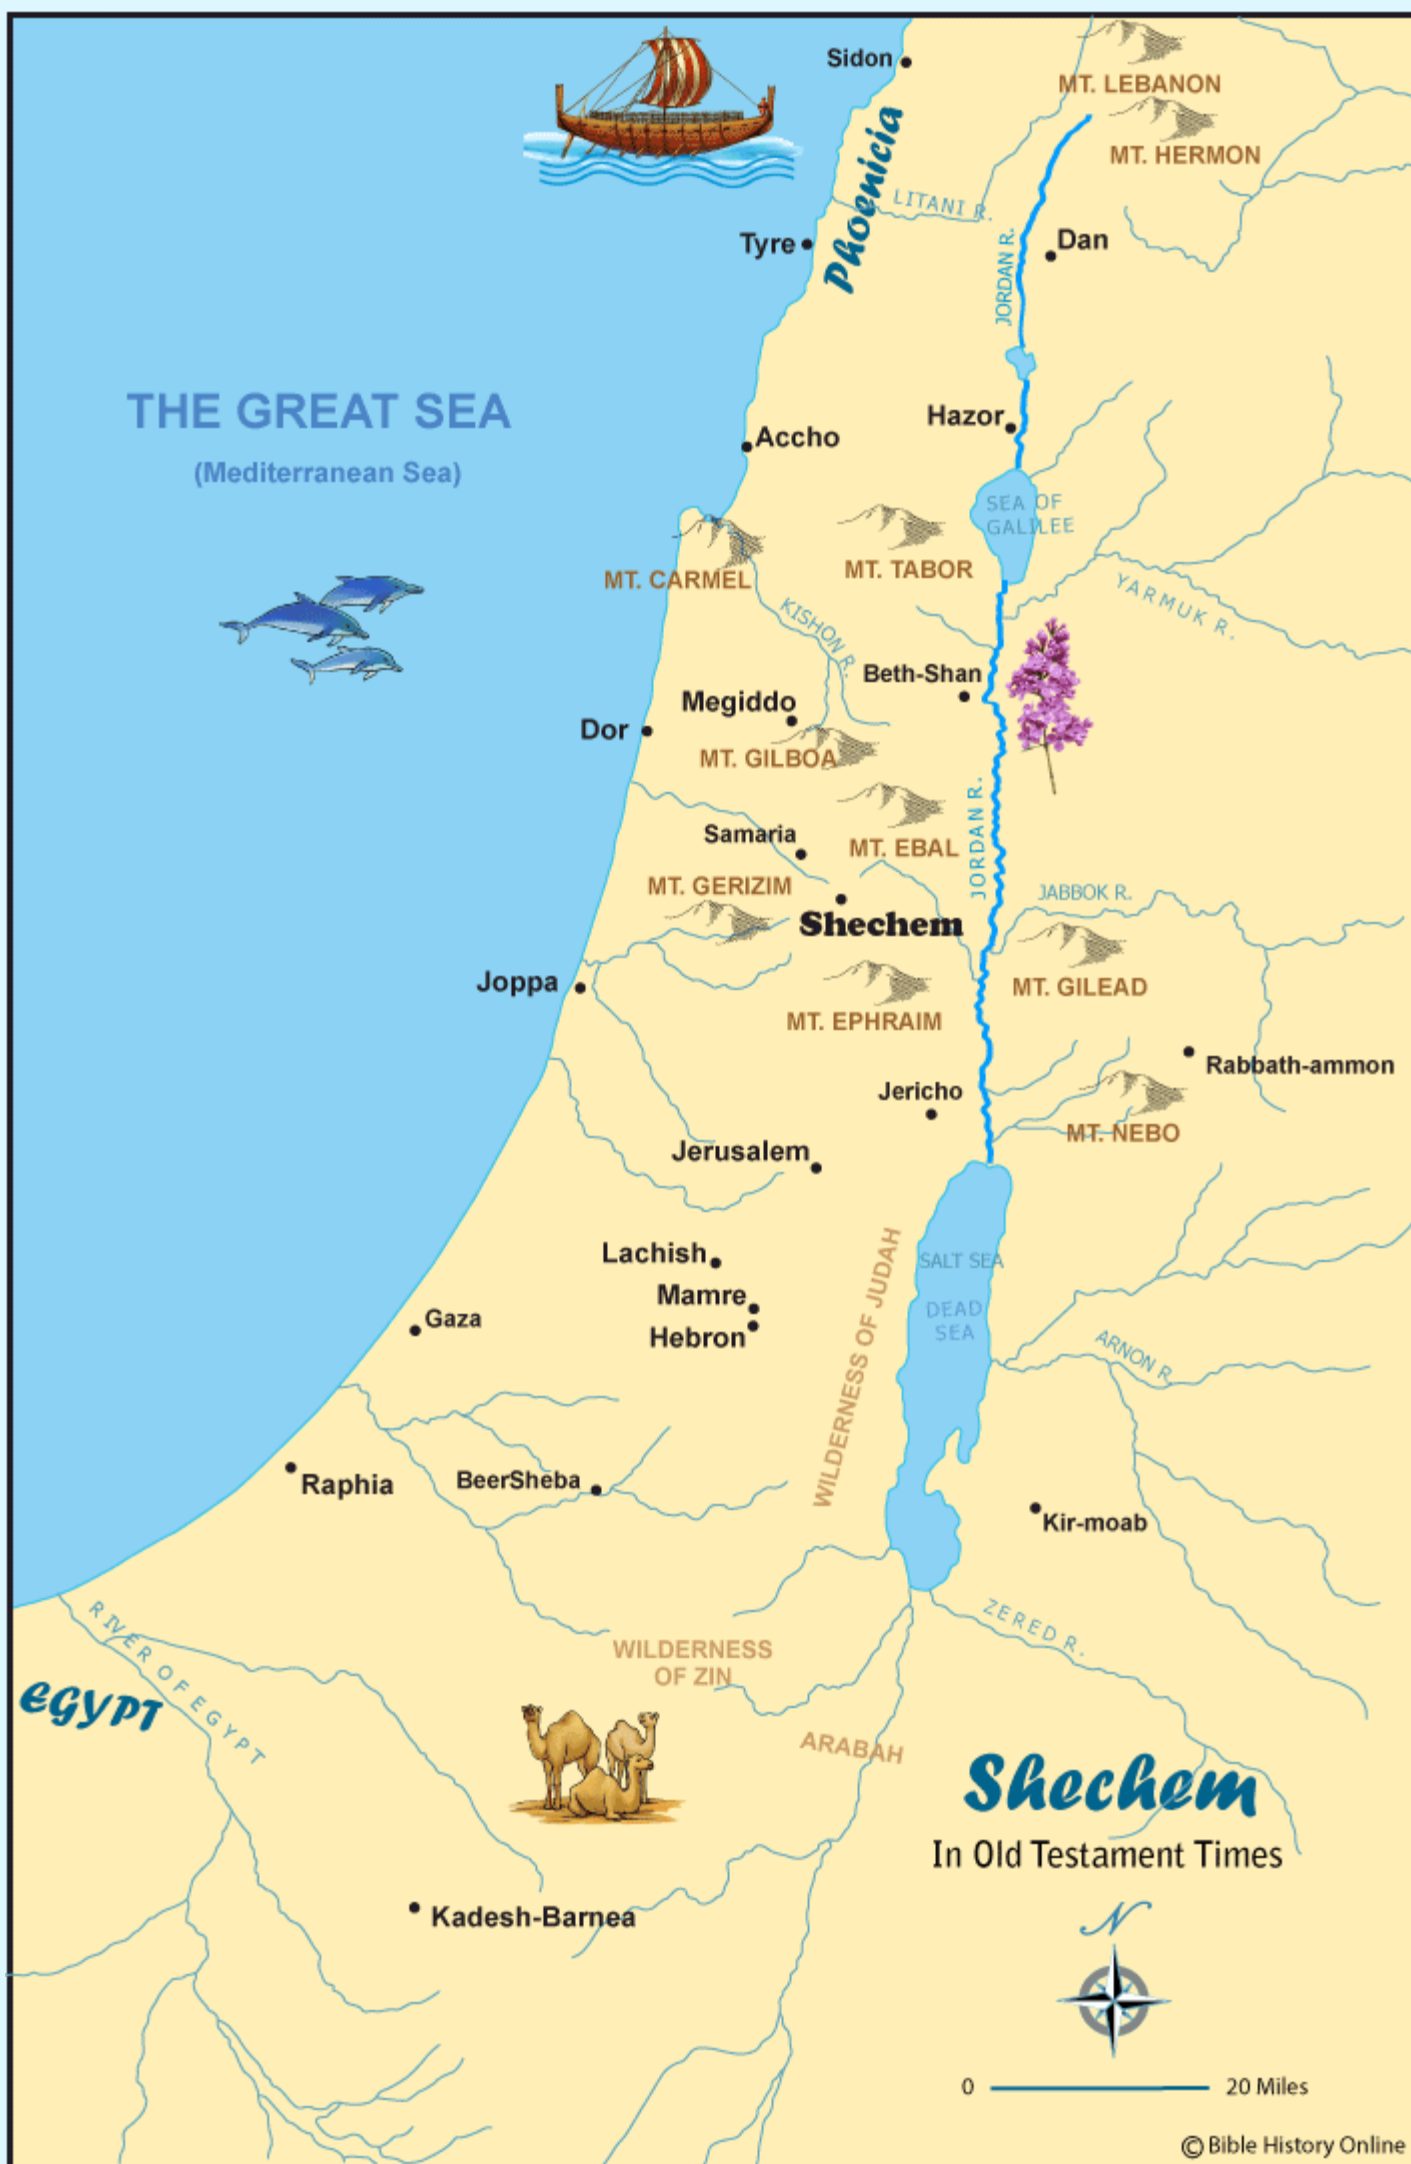 Sidon
MT. LEBANON
MT. HERMON
Phoenicia
LITANI R.
Tyre
JORDAN R.
Dan
THE GREAT SEA
(Mediterranean Sea)
Accho
Hazor
SEA OF
GALILEE
MT. CARMEL
MT. TABOR
YARMUK R.
KISHON R.
Beth-Shan
Megiddo
Dor
MT. GILBOA
JORDAN R.
Samaria
MT. EBAL
MT. GERIZIM
JABBOK R.
Shechem
Joppa
MT. GILEAD
MT. EPHRAIM
Rabbath-ammon
Jericho
MT. NEBO
Jerusalem
Lachish
Mamre
Hebron
Gaza
WILDERNESS OF JUDAH
SALT SEA
DEAD
SEA
ARNON R.
Raphia
BeerSheba
Kir-moab
ZERED R.
RIVER OF EGYPT
WILDERNESS
OF ZIN
EGYPT
ARABAH
Shechem
In Old Testament Times
Kadesh-Barnea
N
0 20 Miles
© Bible History Online